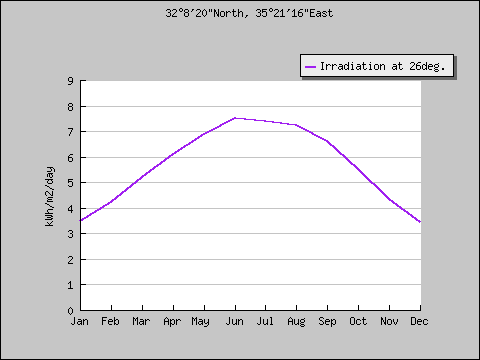 32°8'20"North, 35°21'16"East
Irradiation at 26deg.
kWh/m2/day
9
8
7
6
5
4
3
2
1
0
Jan Feb Mar Apr May Jun Jul Aug Sep Oct Nov Dec